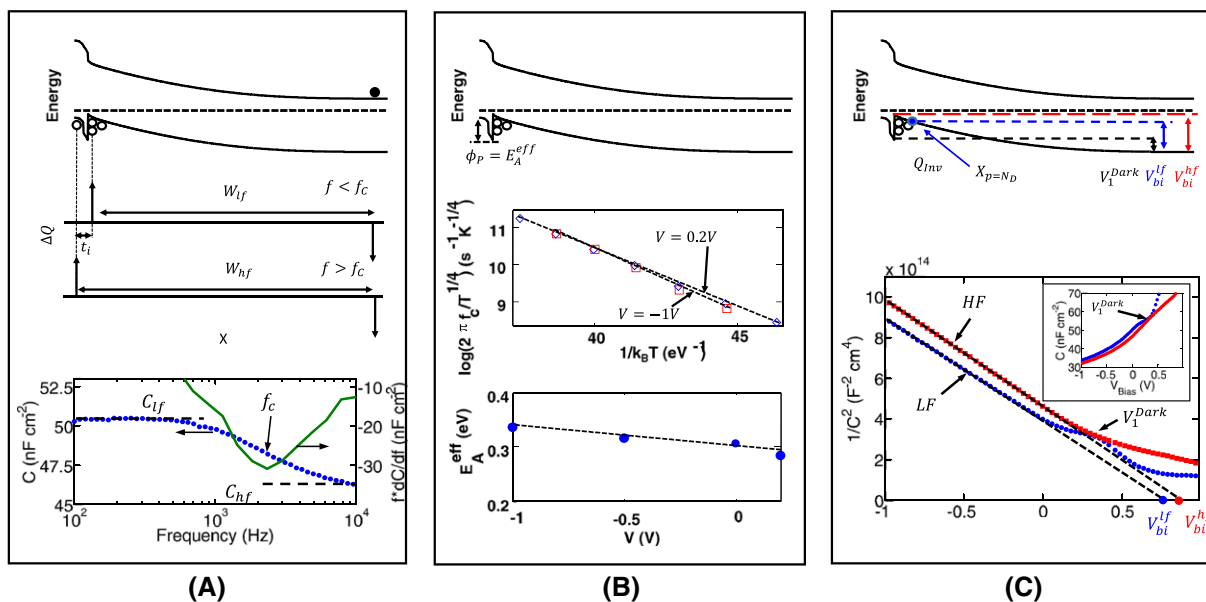 Energy
W_lf
f < f_C
ΔQ
t_i
W_hf
f > f_C
X
C (nF cm⁻²)
52.5
50
47.5
45
C_lf
f_c
C_hf
-10
-20
-30
-35
f*dC/df (nF cm⁻²)
10² 10³ 10⁴
Frequency (Hz)
(A)
Energy
ϕ_P = E_A^eff
log(2 π f_c/T^1/4) (s⁻¹K⁻¹/⁴)
11
10
9
V = 0.2V
V = −1V
40 45
1/k_BT (eV⁻¹)
E_A^eff (eV)
0.4
0.3
0.2
-1 -0.5 0
V (V)
(B)
Energy
Q_Inv
X_p=N_D
V_1^Dark
V_bi^lf
V_bi^hf
x 10¹⁴
1/C² (F⁻² cm⁴)
10
8
6
4
2
0
HF
LF
V_1^Dark
C (nF cm⁻²)
70
60
50
40
30
V_1^Dark
-1 -0.5 0 0.5
V_Bias (V)
-1 -0.5 0 0.5
V_bi^lf
(C)